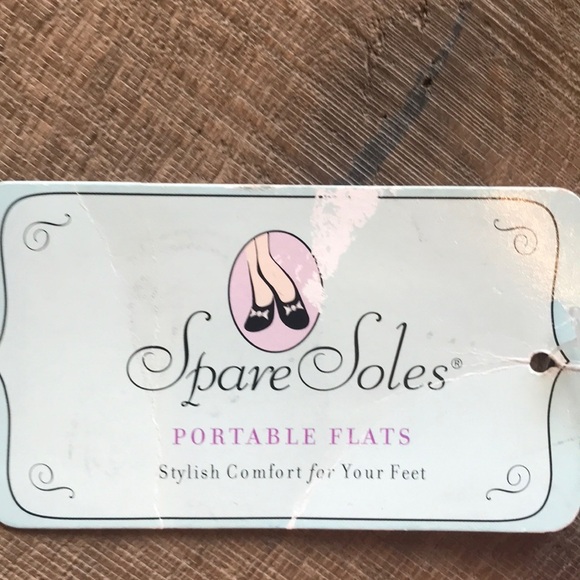 Spare Soles®
PORTABLE FLATS
Stylish Comfort for Your Feet